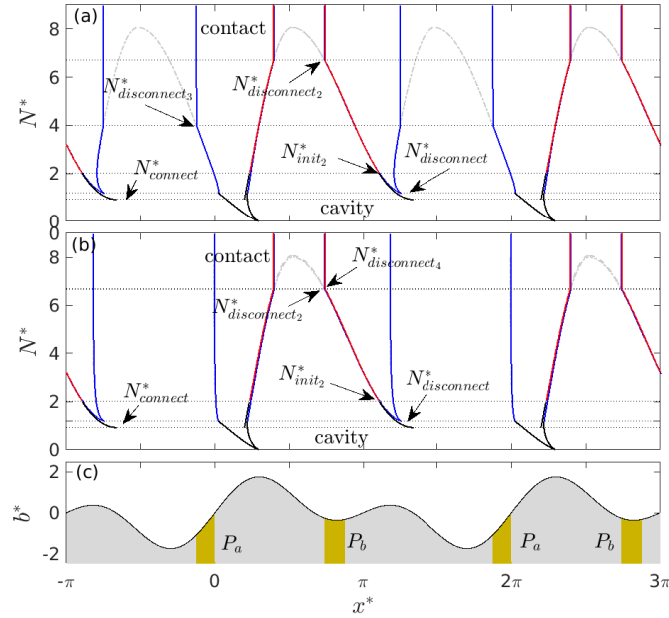 (a)
contact
N*disconnect3
N*disconnect2
N*init2
N*disconnect
N*connect
cavity
N*
8
6
4
2
0
(b)
contact
N*disconnect4
N*disconnect2
N*init2
N*disconnect
N*connect
cavity
N*
0
8
6
4
2
0
(c)
b*
2
0
-2
Pa
Pb
Pa
Pb
-π
0
π
2π
3π
x*